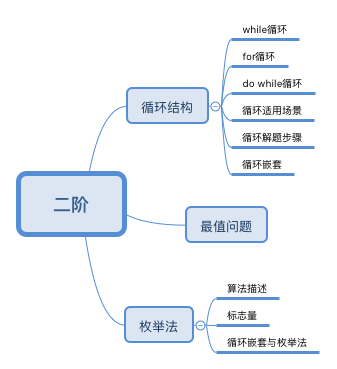 二阶
循环结构
while循环
for循环
do while循环
循环适用场景
循环解题步骤
循环嵌套
最值问题
枚举法
算法描述
标志量
循环嵌套与枚举法